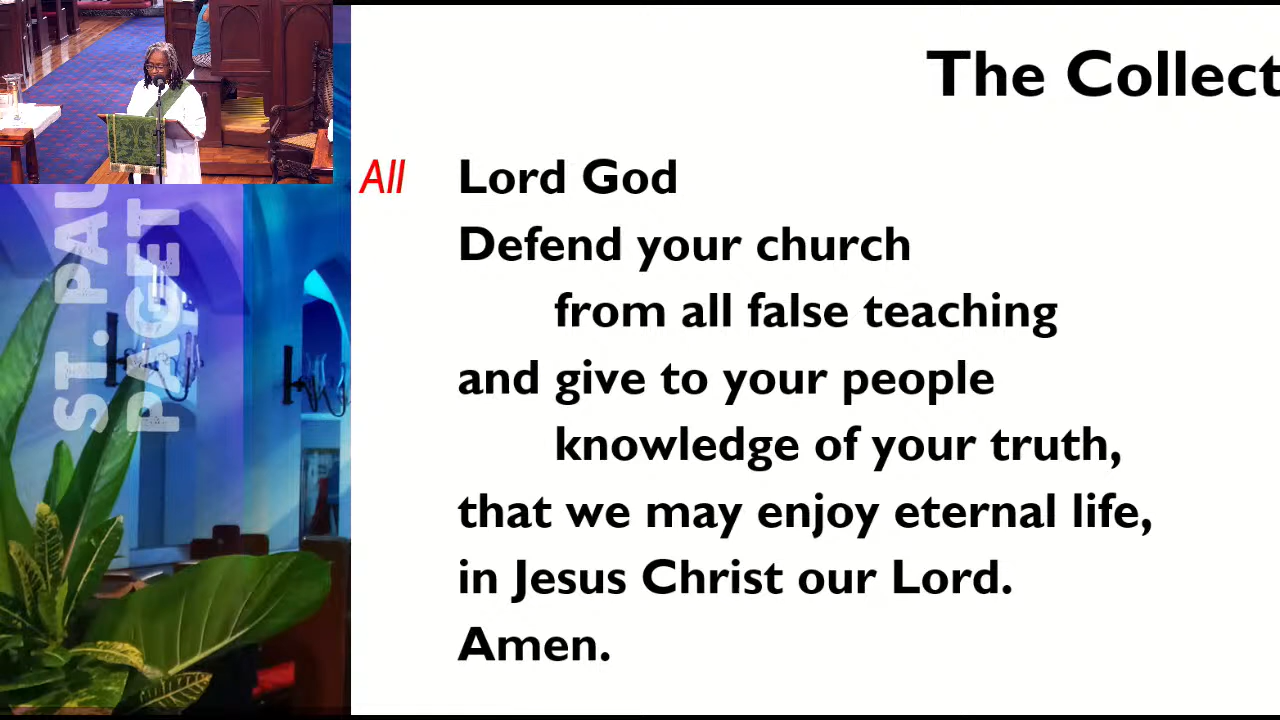 The Collect
All Lord God
Defend your church
from all false teaching
and give to your people
knowledge of your truth,
that we may enjoy eternal life,
in Jesus Christ our Lord.
Amen.
ST. PAU
PAGET